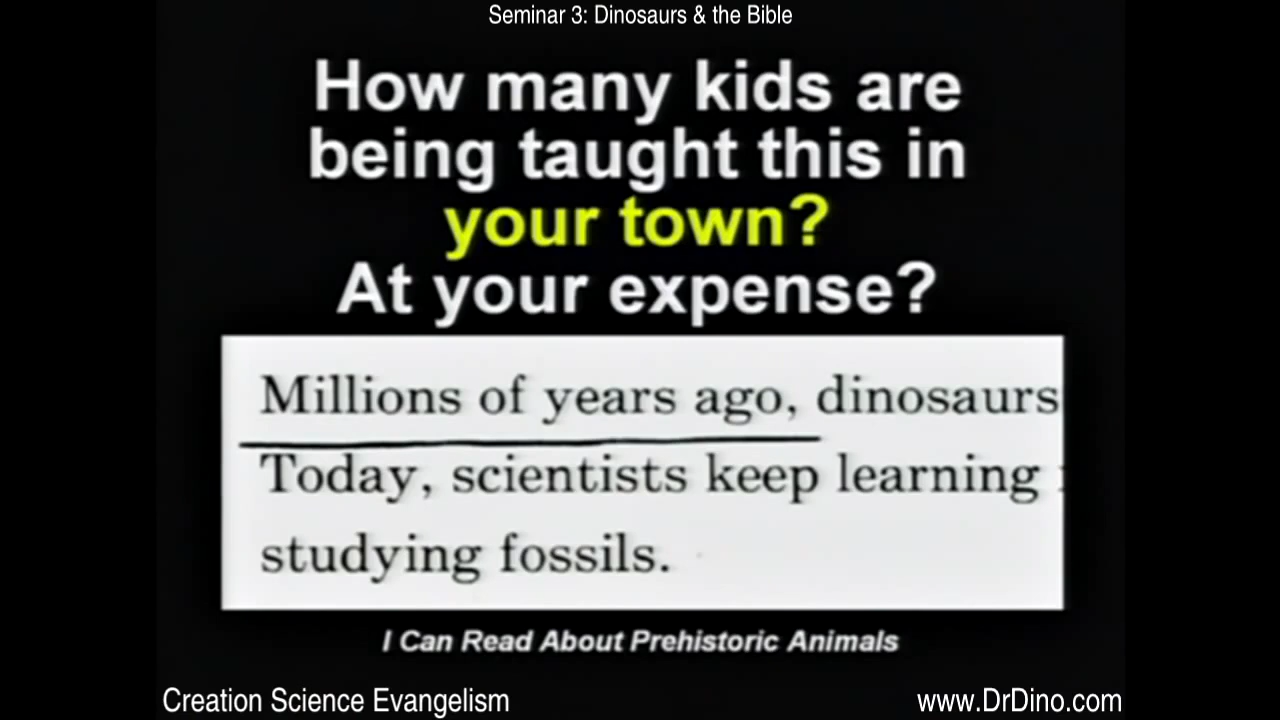 Seminar 3: Dinosaurs & the Bible
How many kids are
being taught this in
your town?
At your expense?
Millions of years ago, dinosaurs
Today, scientists keep learning
studying fossils.
I Can Read About Prehistoric Animals
Creation Science Evangelism
www.DrDino.com